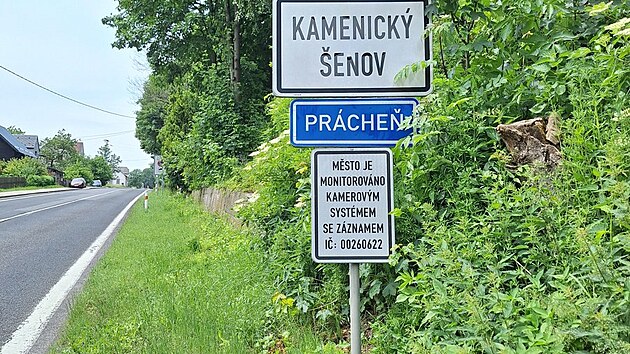 KAMENICKÝ
ŠENOV
PRÁCHEŇ
MĚSTO JE
MONITOROVÁNO
KAMEROVÝM
SYSTÉMEM
SE ZÁZNAMEM
IČ: 00260622